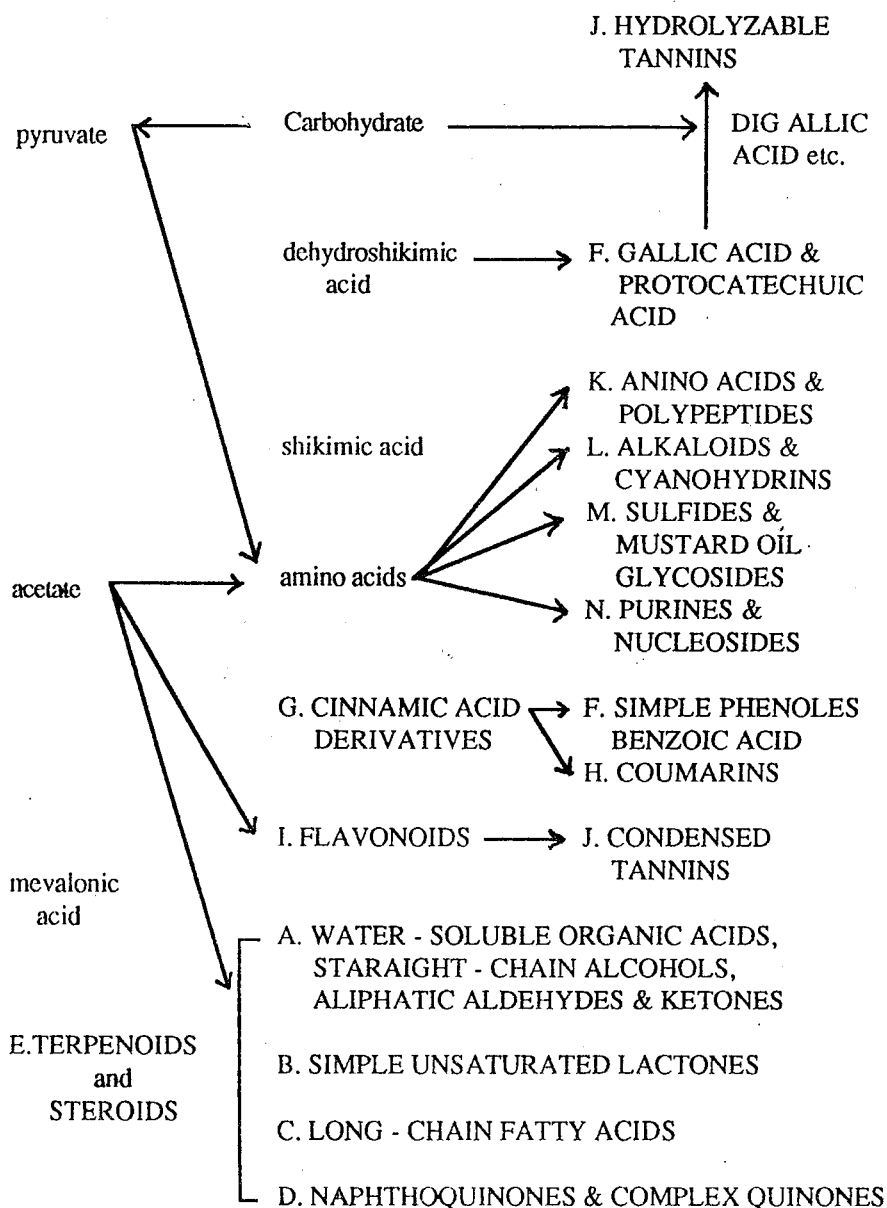 J. HYDROLYZABLE
TANNINS
pyruvate
Carbohydrate
DIG ALLIC
ACID etc.
dehydroshikimic
acid
F. GALLIC ACID &
PROTOCATECHUIC
ACID
K. ANINO ACIDS &
POLYPEPTIDES
shikimic acid
L. ALKALOIDS &
CYANOHYDRINS
M. SULFIDES &
MUSTARD OIL
GLYCOSIDES
acetate
amino acids
N. PURINES &
NUCLEOSIDES
G. CINNAMIC ACID
DERIVATIVES
F. SIMPLE PHENOLES
BENZOIC ACID
H. COUMARINS
I. FLAVONOIDS
J. CONDENSED
TANNINS
mevalonic
acid
A. WATER - SOLUBLE ORGANIC ACIDS,
STARAIGHT - CHAIN ALCOHOLS,
ALIPHATIC ALDEHYDES & KETONES
E.TERPENOIDS
and
STEROIDS
B. SIMPLE UNSATURATED LACTONES
C. LONG - CHAIN FATTY ACIDS
D. NAPHTHOQUINONES & COMPLEX QUINONES